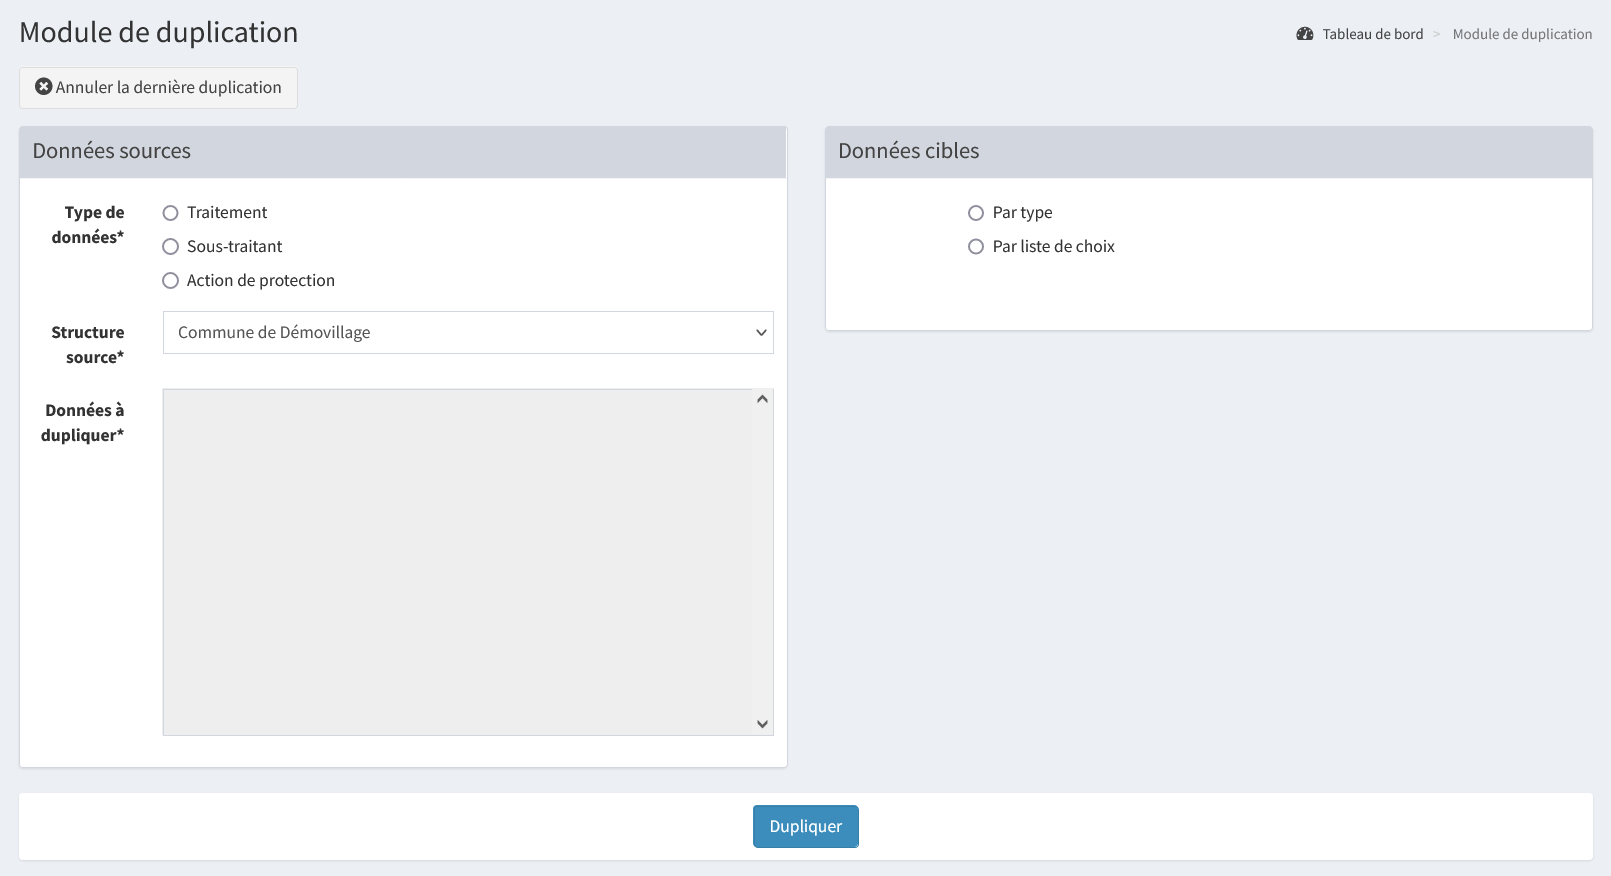 Module de duplication
Tableau de bord > Module de duplication
Annuler la dernière duplication
Données sources
Type de
données*
Traitement
Sous-traitant
Action de protection
Structure
source*
Commune de Démovillage
Données à
dupliquer*
Données cibles
Par type
Par liste de choix
Dupliquer